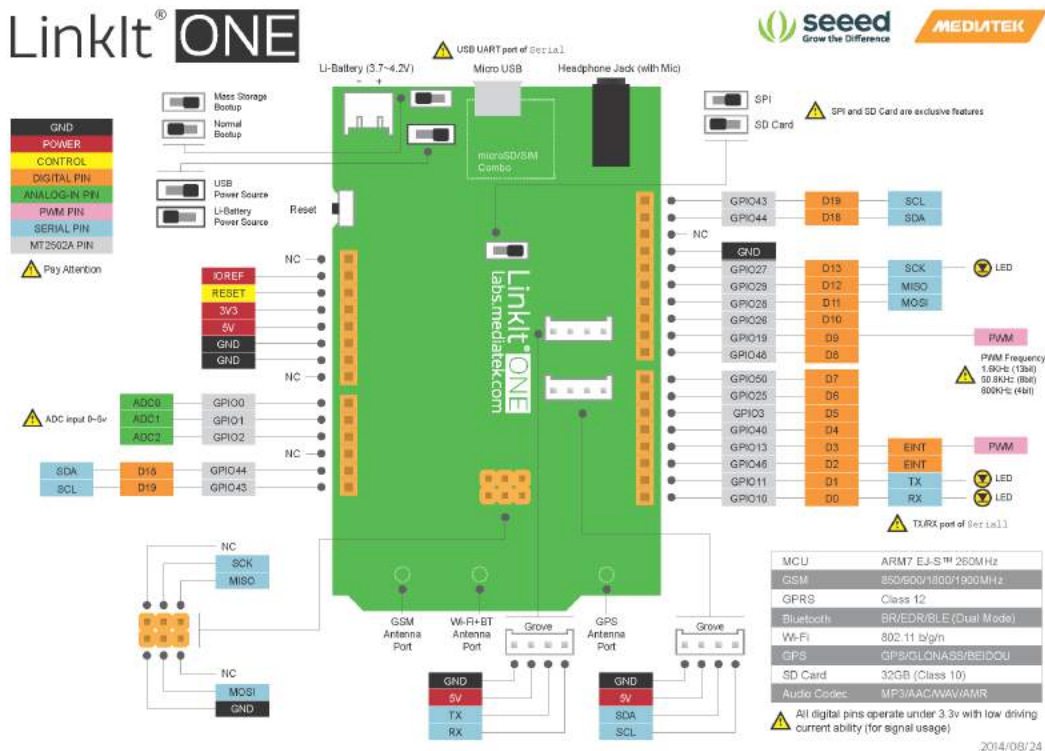 LinkIt® ONE
seeed
Grow the Difference
MEDIATEK
USB UART port of Serial
Li-Battery (3.7~4.2V)
- +
Micro USB
Headphone Jack (with Mic)
Mass Storage
Bootup
Normal
Bootup
USB
Power Source
Li-Battery
Power Source
SPI
SD Card
SPI and SD Card are exclusive features
GND
POWER
CONTROL
DIGITAL PIN
ANALOG-IN PIN
PWM PIN
SERIAL PIN
MT2502A PIN
Pay Attention
microSD/SIM
Combo
Reset
LinkIt® ONE
labs.mediatek.com
NC
IOREF
RESET
3V3
5V
GND
GND
NC
ADC input 0~5v
ADC0 GPIO0
ADC1 GPIO1
ADC2 GPIO2
NC
SDA D18 GPIO44
SCL D19 GPIO43
GPIO43 D19 SCL
GPIO44 D18 SDA
NC
GND
GPIO27 D13 SCK LED
GPIO29 D12 MISO
GPIO28 D11 MOSI
GPIO26 D10
GPIO19 D9 PWM
GPIO48 D8
PWM Frequency
1.6KHz (13bit)
50.8KHz (8bit)
800KHz (4bit)
GPIO50 D7
GPIO25 D6
GPIO3 D5
GPIO40 D4
GPIO13 D3 EINT PWM
GPIO46 D2 EINT
GPIO11 D1 TX LED
GPIO10 D0 RX LED
TX/RX port of Serial1
NC
SCK
MISO
NC
MOSI
GND
GSM
Antenna
Port
Wi-Fi+BT
Antenna
Port
Grove
GPS
Antenna
Port
Grove
GND
5V
TX
RX
GND
5V
SDA
SCL
MCU ARM7 EJ-S™ 260MHz
GSM 850/900/1800/1900MHz
GPRS Class 12
Bluetooth BR/EDR/BLE (Dual Mode)
Wi-Fi 802.11 b/g/n
GPS GPS/GLONASS/BEIDOU
SD Card 32GB (Class 10)
Audio Codec MP3/AAC/WAV/AMR
All digital pins operate under 3.3v with low driving
current ability (for signal usage)
2014/08/24